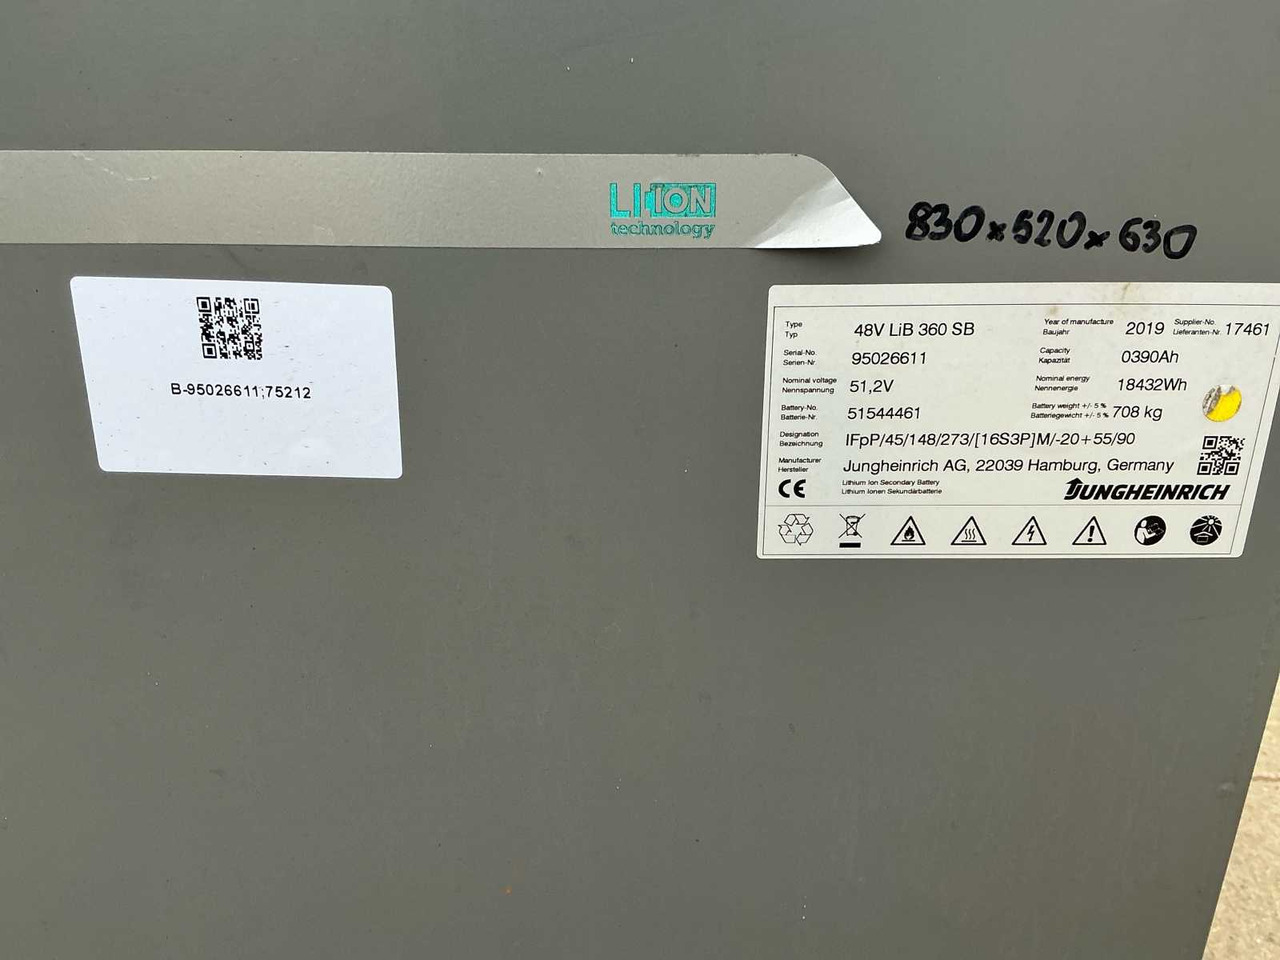 LI-ION
technology
830x520x630
B-95026611;75212
Type
Typ
48V LiB 360 SB
Year of manufacture
Baujahr
2019
Supplier-No.
Lieferanten-Nr.
17461
Serial-No.
Serien-Nr.
95026611
Capacity
Kapazität
0390Ah
Nominal voltage
Nennspannung
51,2V
Nominal energy
Nennenergie
18432Wh
Battery-No.
Batterie-Nr.
51544461
Battery weight +/- 5 %
Batteriegewicht +/- 5 %
708 kg
Designation
Bezeichnung
IFpP/45/148/273/[16S3P]M/-20+55/90
Manufacturer
Hersteller
Jungheinrich AG, 22039 Hamburg, Germany
CE
Lithium Ion Secondary Battery
Lithium Ionen Sekundärbatterie
JUNGHEINRICH